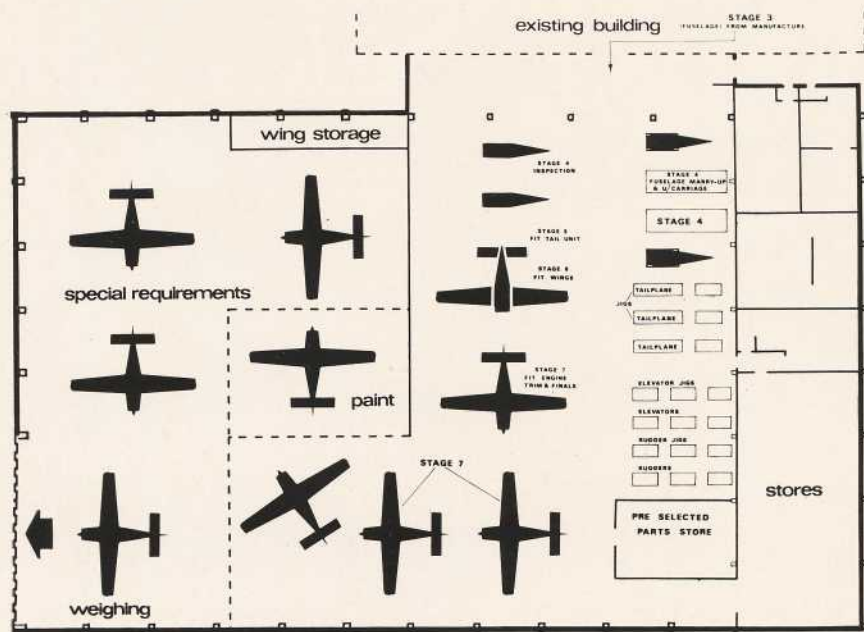 existing building
STAGE 3
(FUSELAGE) FROM MANUFACTURE
wing storage
STAGE 4
INSPECTION
STAGE 4
FUSELAGE MARRY-UP
& U/CARRIAGE
STAGE 4
STAGE 5
FIT TAIL UNIT
STAGE 6
FIT WINGS
special requirements
JIGS
TAILPLANE
TAILPLANE
TAILPLANE
STAGE 7
FIT ENGINE
TRIM & FINALS
paint
ELEVATOR JIGS
ELEVATORS
RUDDER JIGS
RUDDERS
STAGE 7
stores
PRE SELECTED
PARTS STORE
weighing